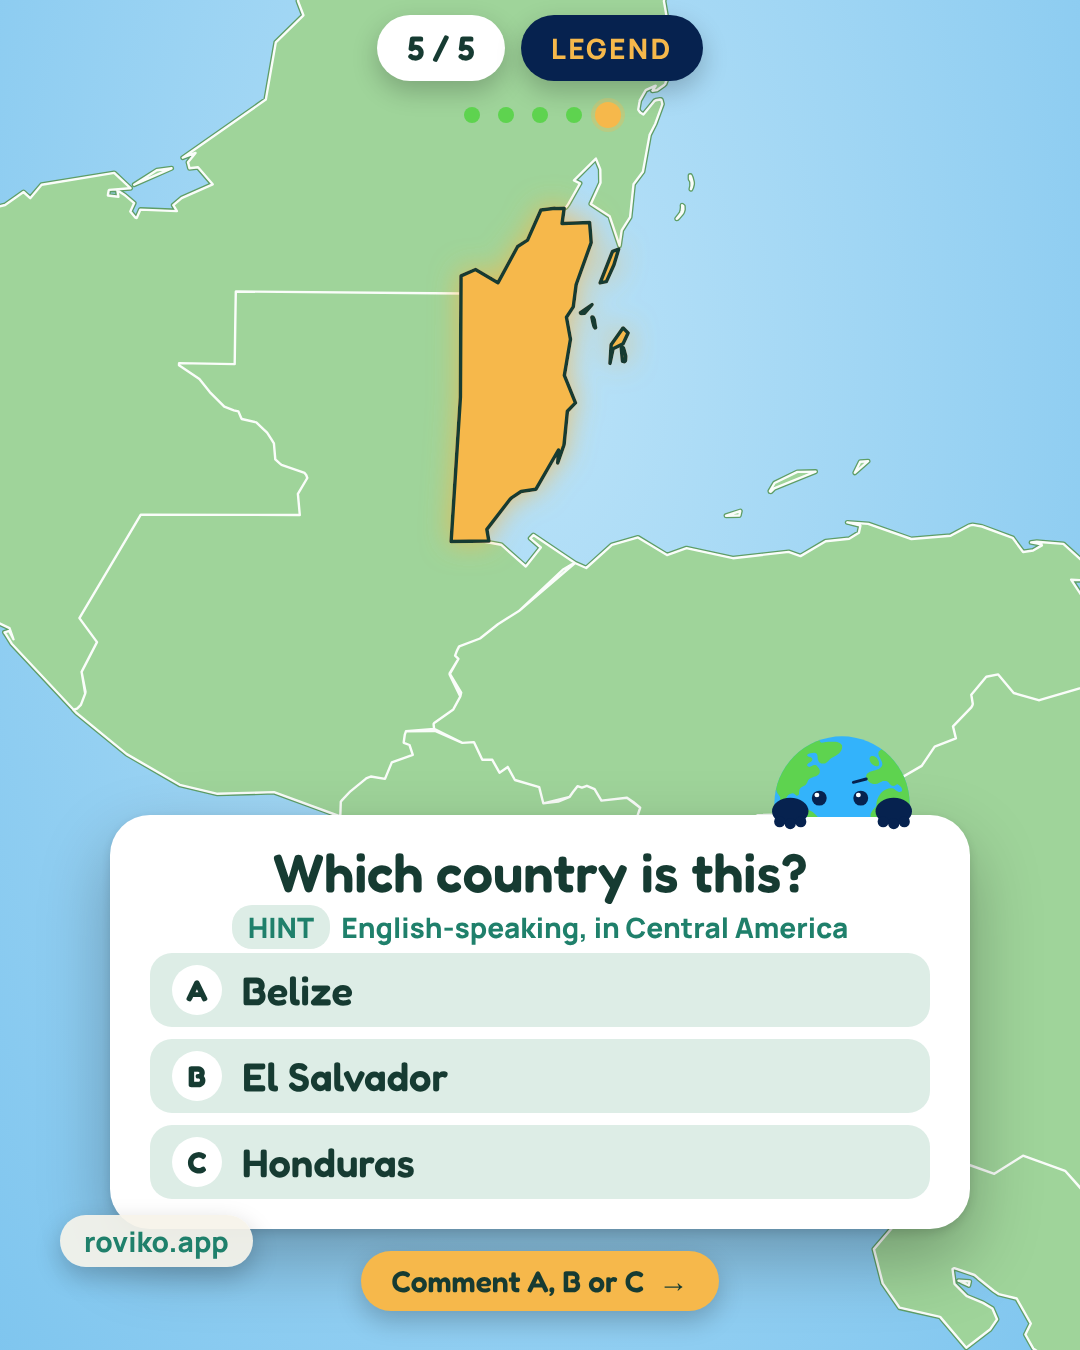 5 / 5
LEGEND
Which country is this?
HINT English-speaking, in Central America
A Belize
B El Salvador
C Honduras
roviko.app
Comment A, B or C →